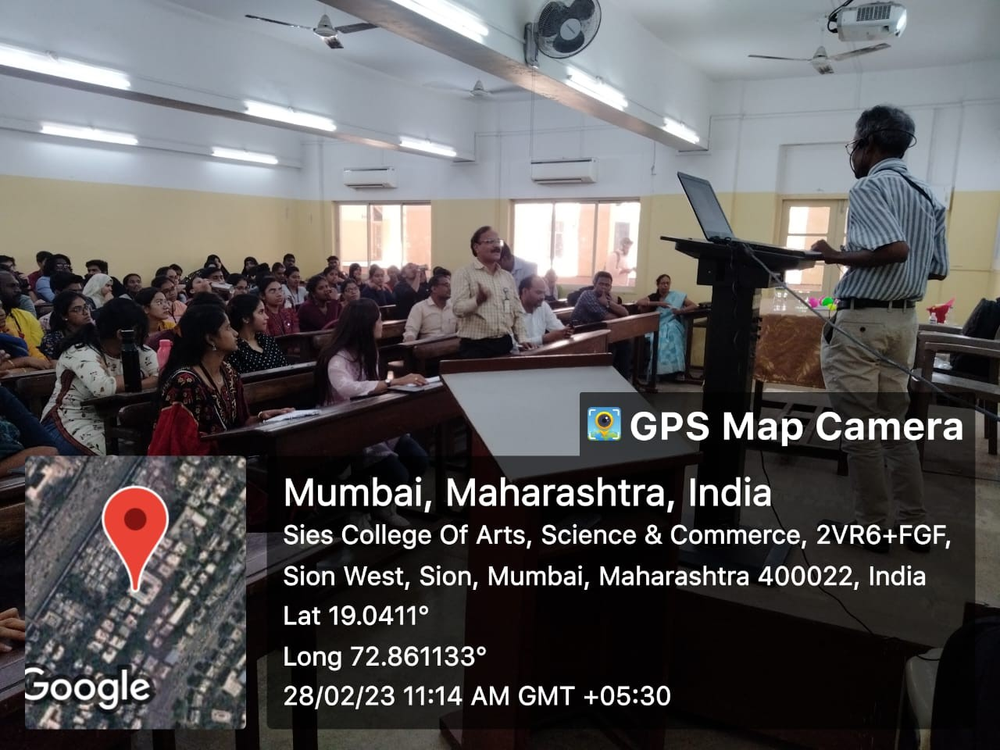 GPS Map Camera
Mumbai, Maharashtra, India
Sies College Of Arts, Science & Commerce, 2VR6+FGF,
Sion West, Sion, Mumbai, Maharashtra 400022, India
Lat 19.0411°
Long 72.861133°
28/02/23 11:14 AM GMT +05:30
Google